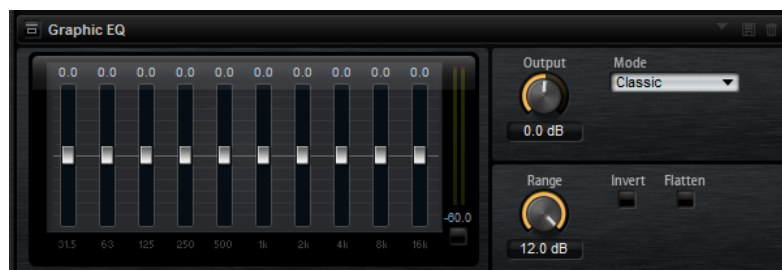 Graphic EQ
0.0 0.0 0.0 0.0 0.0 0.0 0.0 0.0 0.0 0.0
-60.0
31.5 63 125 250 500 1k 2k 4k 8k 16k
Output Mode
Classic
0.0 dB
Range Invert Flatten
12.0 dB